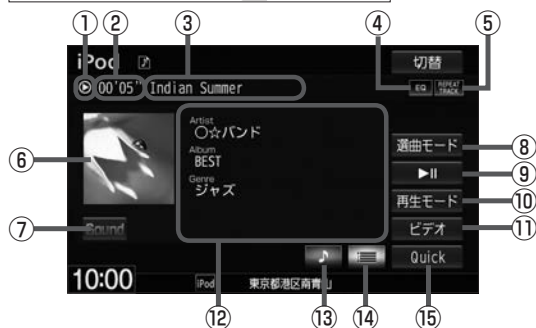 ① ② ③ ④ ⑤
iPod 切替
00'05" Indian Summer EQ REPEAT TRACK
Artist
○☆バンド
Album
BEST
Genre
ジャズ
⑥ 選曲モード ⑧
▶II ⑨
再生モード ⑩
⑦ Sound ビデオ ⑪
Quick
10:00 iPod 東京都港区南青山
⑫ ⑬ ⑭ ⑮